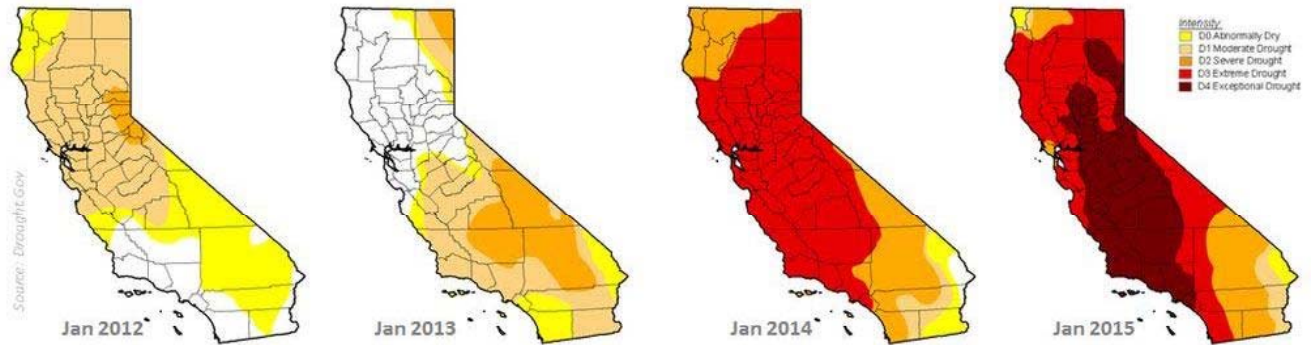 Source: Drought.Gov
Jan 2012
Jan 2013
Jan 2014
Jan 2015
Intensity:
D0 Abnormally Dry
D1 Moderate Drought
D2 Severe Drought
D3 Extreme Drought
D4 Exceptional Drought